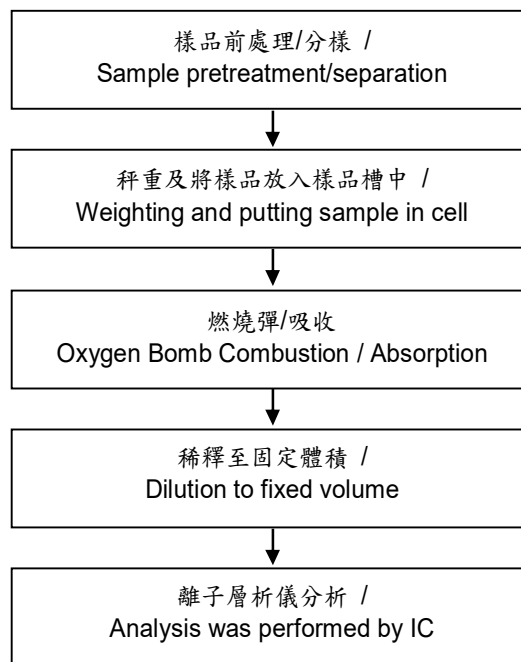 樣品前處理/分樣 /
Sample pretreatment/separation
秤重及將樣品放入樣品槽中 /
Weighting and putting sample in cell
燃燒彈/吸收
Oxygen Bomb Combustion / Absorption
稀釋至固定體積 /
Dilution to fixed volume
離子層析儀分析 /
Analysis was performed by IC